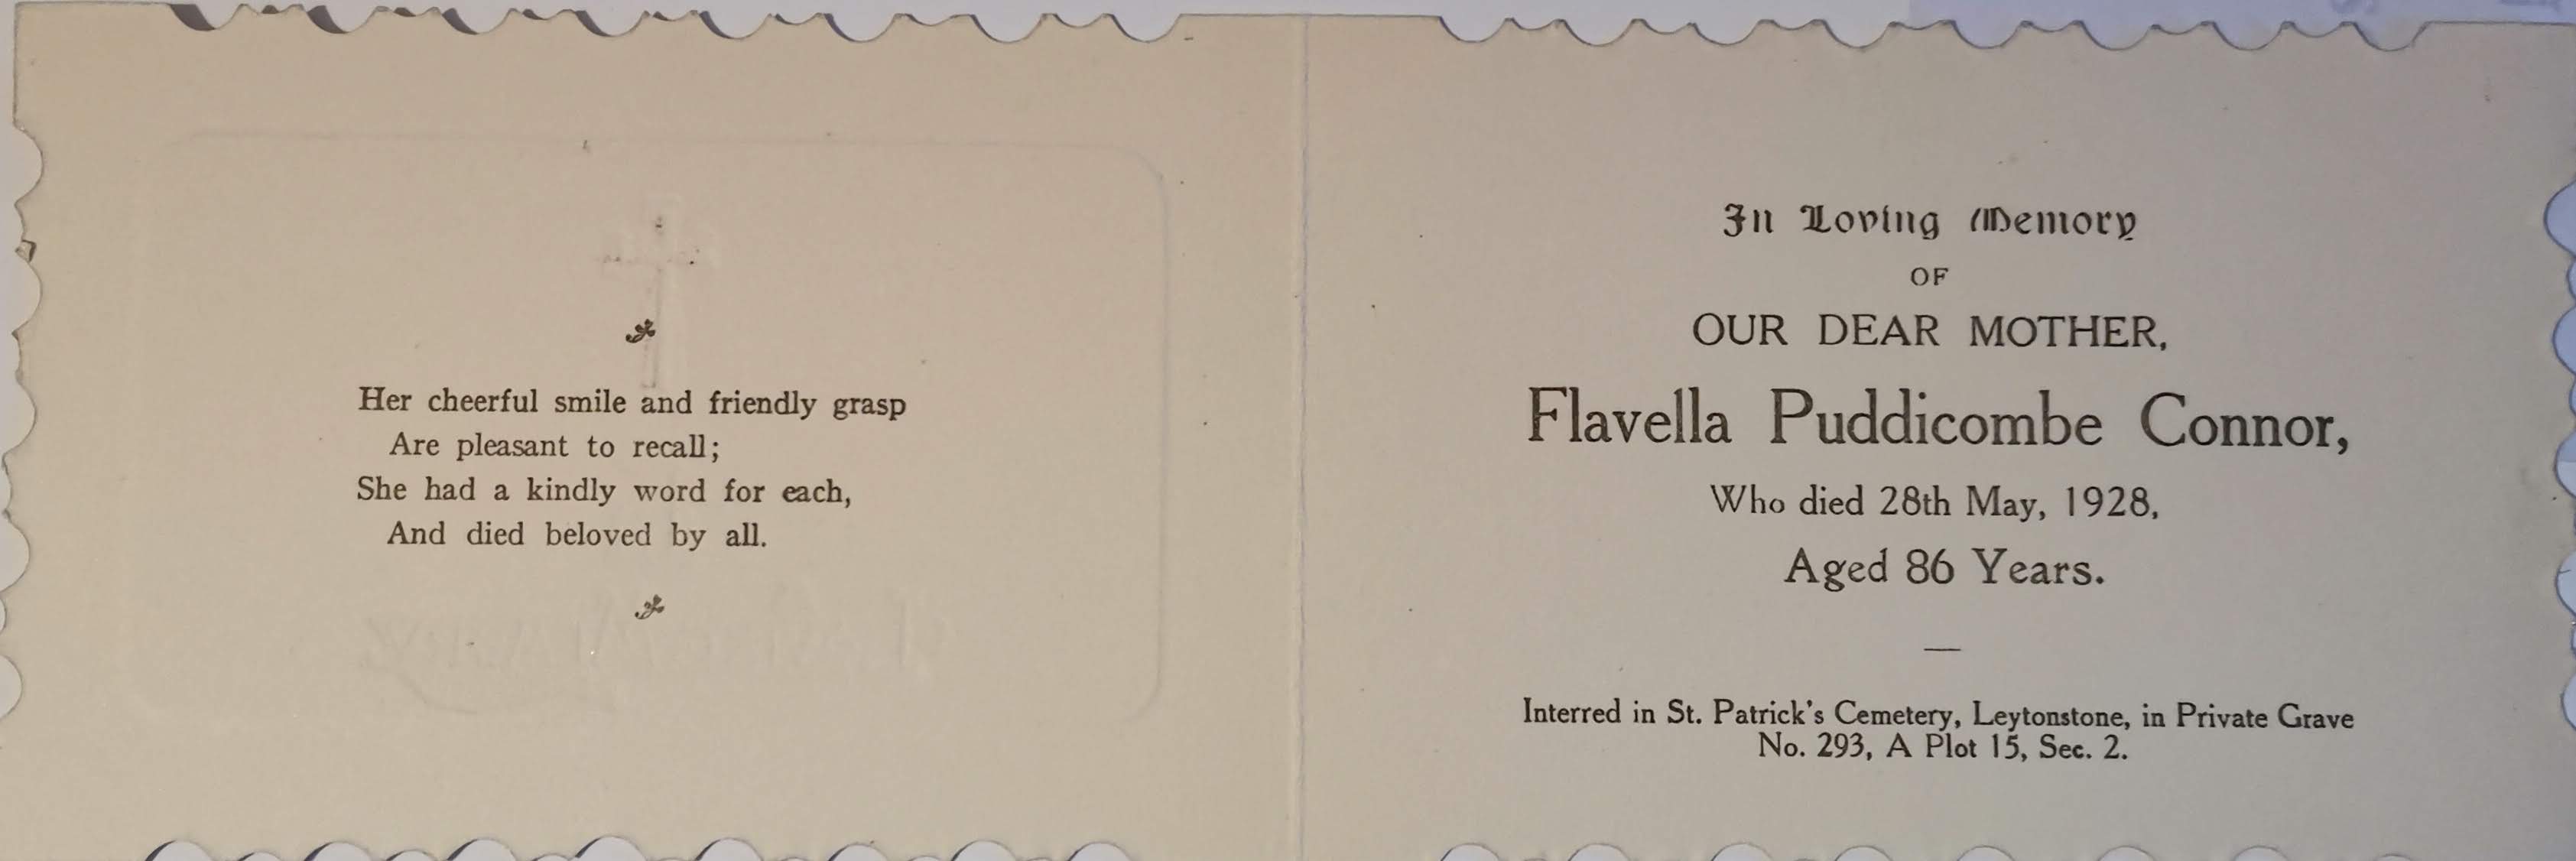 Her cheerful smile and friendly grasp
Are pleasant to recall;
She had a kindly word for each,
And died beloved by all.
In Loving Memory
OF
OUR DEAR MOTHER,
Flavella Puddicombe Connor,
Who died 28th May, 1928,
Aged 86 Years.
Interred in St. Patrick's Cemetery, Leytonstone, in Private Grave
No. 293, A Plot 15, Sec. 2.